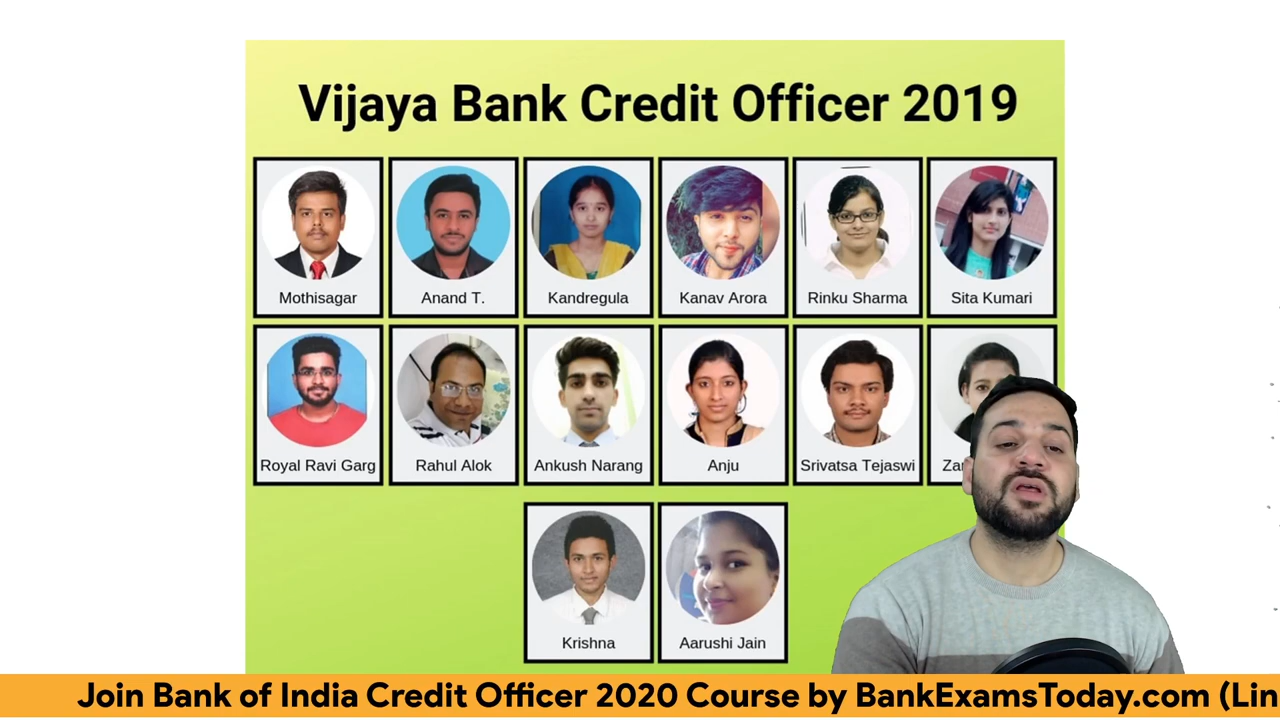 Vijaya Bank Credit Officer 2019
Mothisagar
Anand T.
Kandregula
Kanav Arora
Rinku Sharma
Sita Kumari
Royal Ravi Garg
Rahul Alok
Ankush Narang
Anju
Srivatsa Tejaswi
Krishna
Aarushi Jain
Join Bank of India Credit Officer 2020 Course by BankExamsToday.com